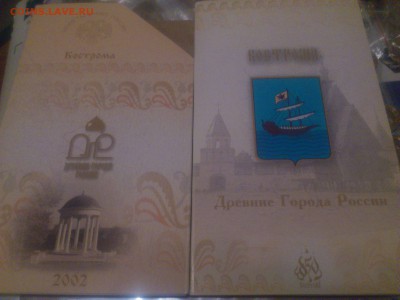 COINS.LAVE.RU
Кострома
2002
КОСТРОМА
Древние Города России